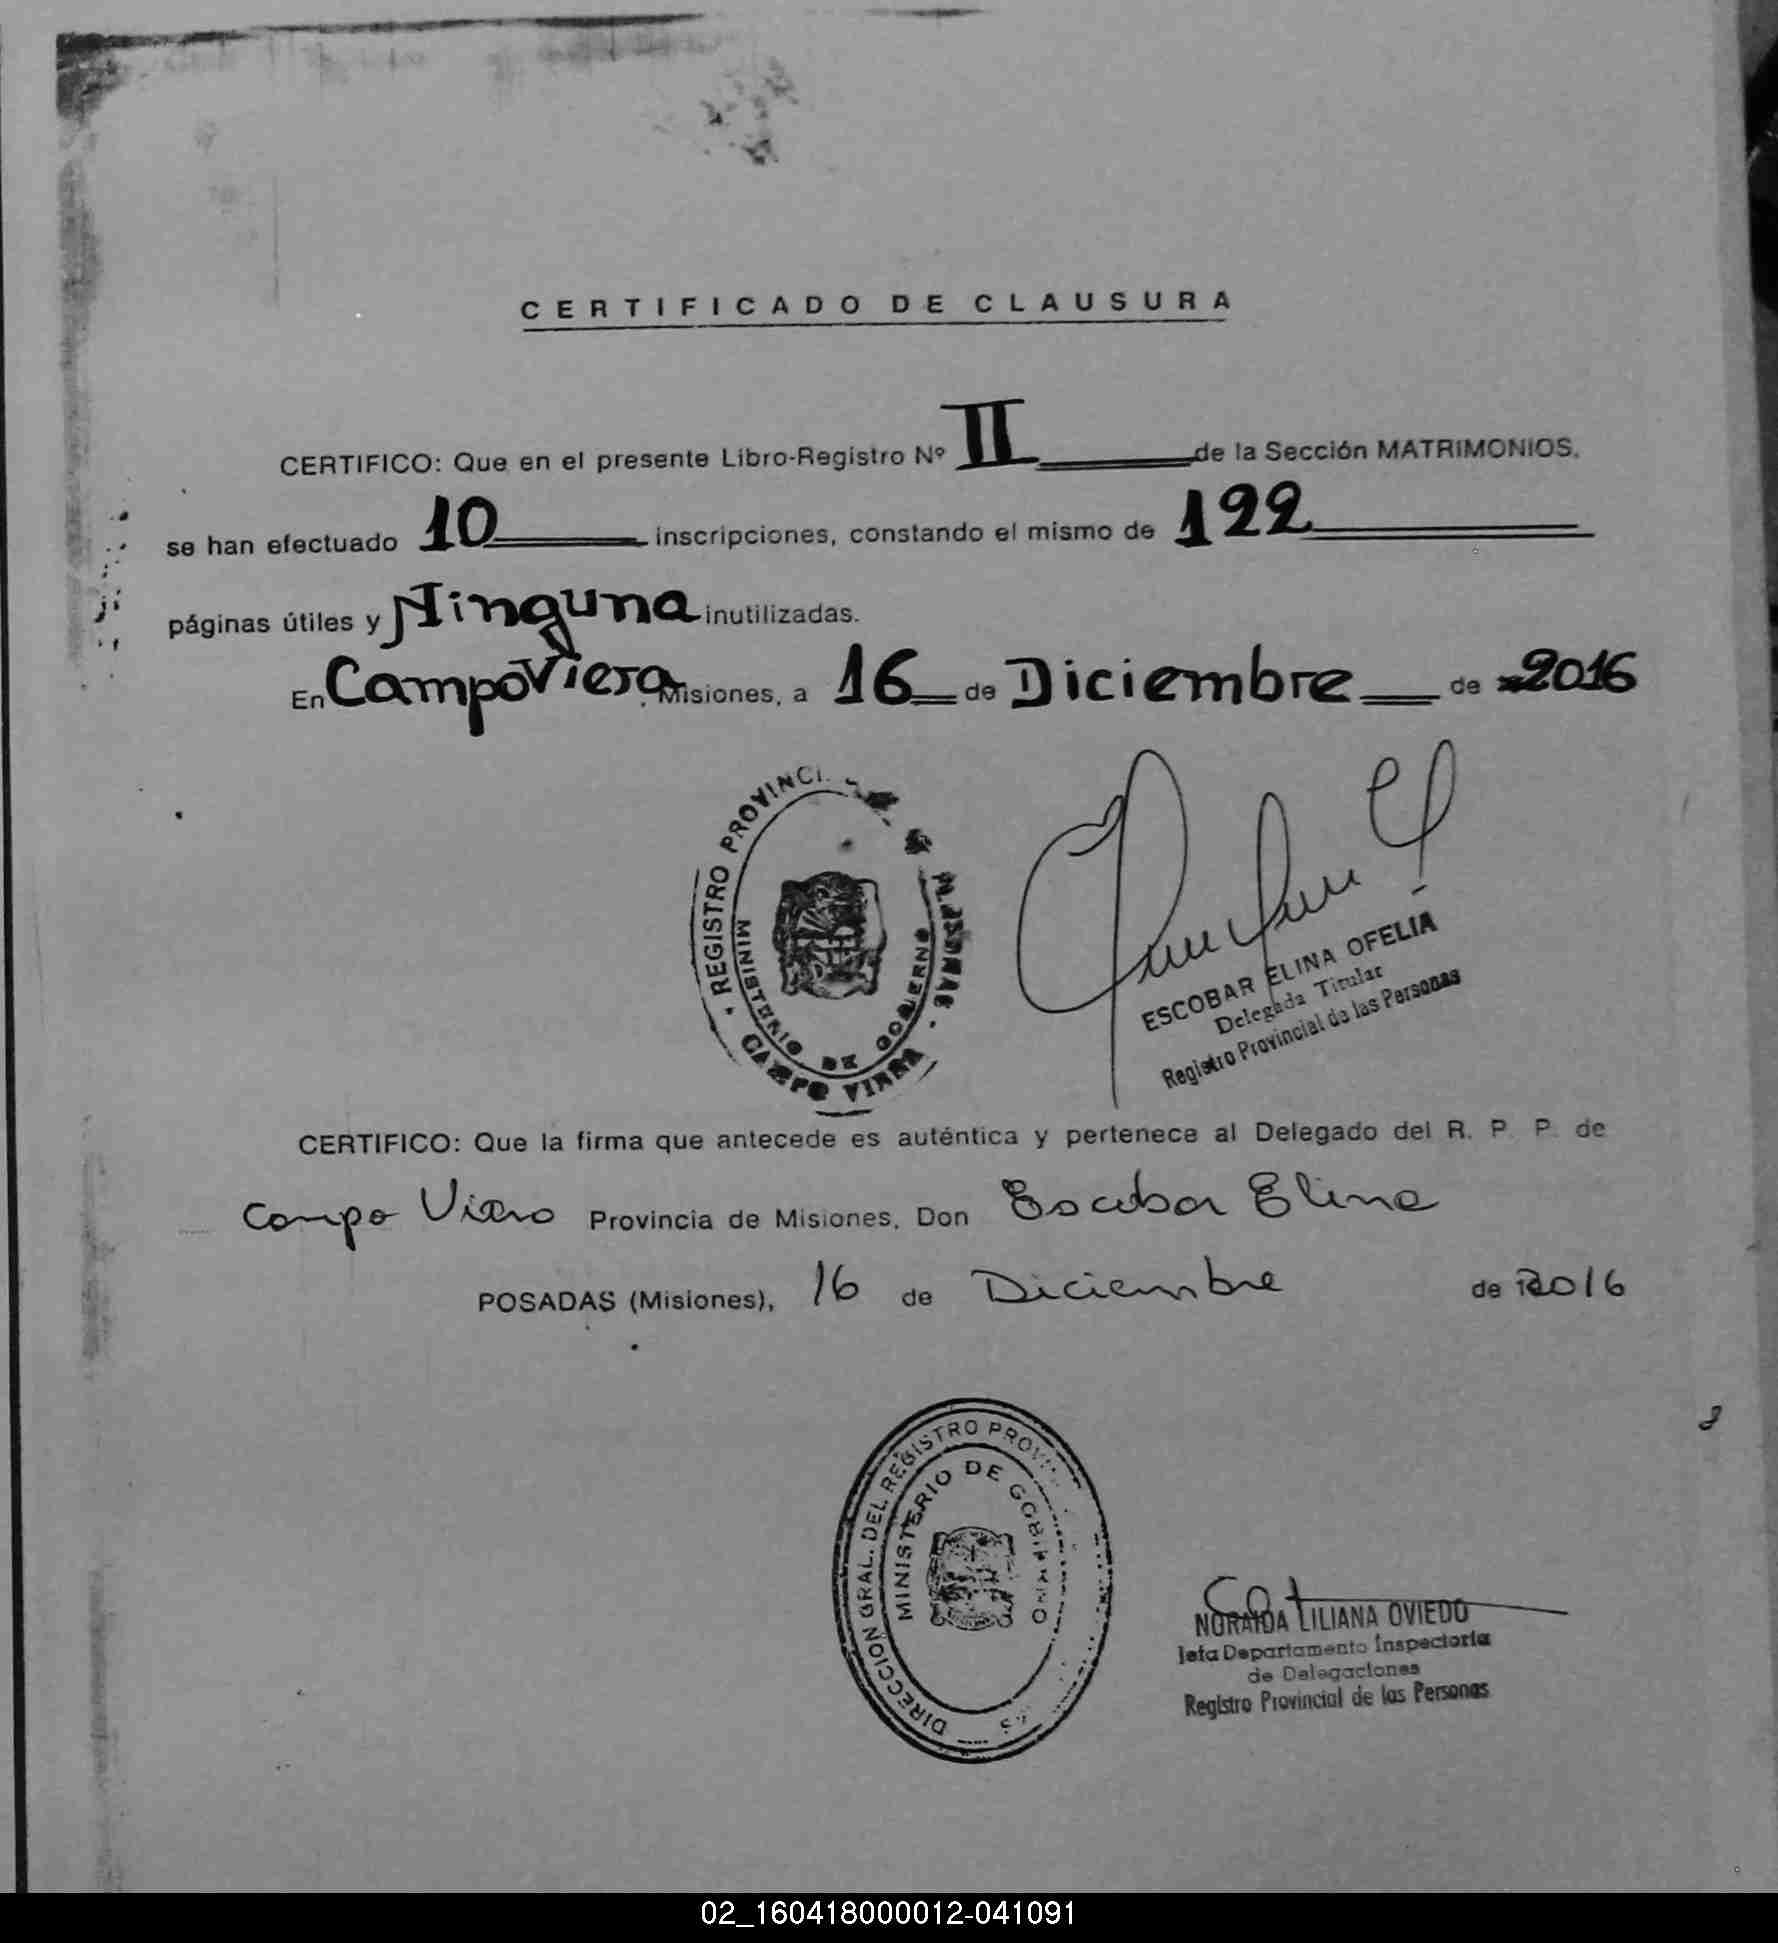 CERTIFICADO DE CLAUSURA
CERTIFICO: Que en el presente Libro-Registro Nº II de la Sección MATRIMONIOS,
se han efectuado 10 inscripciones, constando el mismo de 122
páginas útiles y Ninguna inutilizadas.
En Campo Viera, Misiones, a 16 de Diciembre de 2016
REGISTRO PROVINCI
MINISTERIO DE GOBIERNO
CAMPO VIERA
ESCOBAR ELINA OFELIA
Delegada Titular
Registro Provincial de las Personas
CERTIFICO: Que la firma que antecede es auténtica y pertenece al Delegado del R. P. P. de
Campo Viera Provincia de Misiones, Don Escobar Elina
POSADAS (Misiones), 16 de Diciembre de 2016
DIRECCION GRAL. DEL REGISTRO PROVI
MINISTERIO DE GOBIERNO
NORAIDA LILIANA OVIEDO
Jefa Departamento Inspectoría
de Delegaciones
Registro Provincial de las Personas
02_160418000012-041091